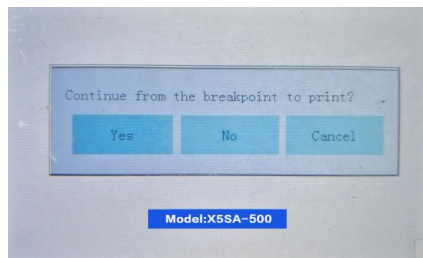 Continue from the breakpoint to print?
Yes No Cancel
Model:X5SA-500